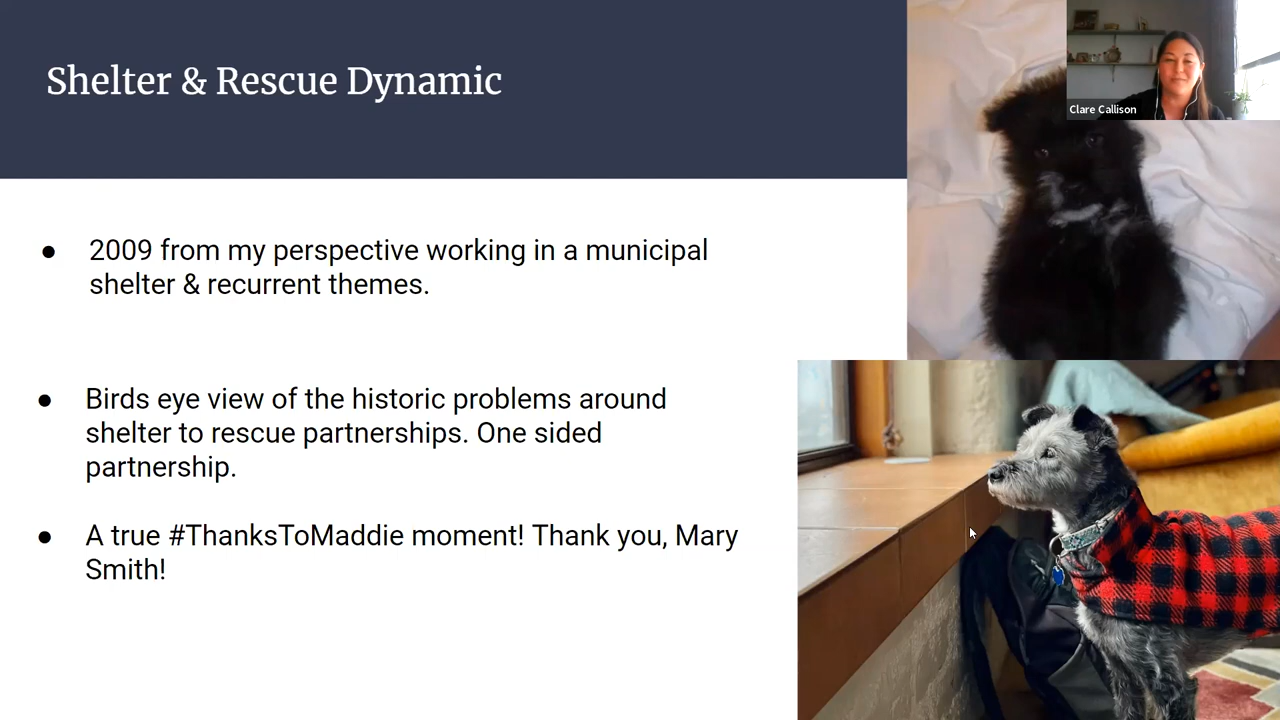 Shelter & Rescue Dynamic
Clare Callison
● 2009 from my perspective working in a municipal
shelter & recurrent themes.
● Birds eye view of the historic problems around
shelter to rescue partnerships. One sided
partnership.
● A true #ThanksToMaddie moment! Thank you, Mary
Smith!